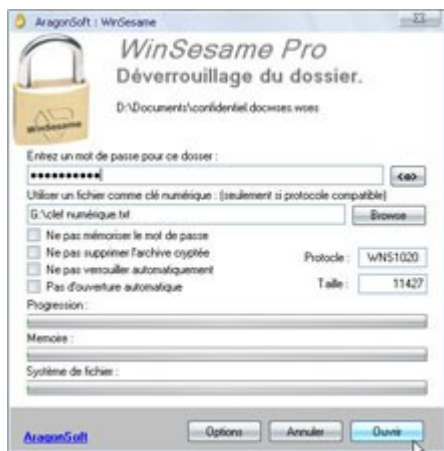 AragonSoft : WinSesame
WinSesame Pro
Déverrouillage du dossier.
D:\Documents\confidentiel.docwses.wses
WinSesame
Entrez un mot de passe pour ce dosser :
••••••••••
<a>
Utiliser un fichier comme clé numérique : (seulement si protocole compatible)
G:\clef numérique.txt
Browse
Ne pas mémoriser le mot de passe
Ne pas supprimer l'archive cryptée
Ne pas verrouiller automatiquement
Pas d'ouverture automatique
Protocle : WNS1020
Taille : 11427
Progression :
Memoire :
Système de fichier :
AragonSoft
Options
Annuler
Ouvrir